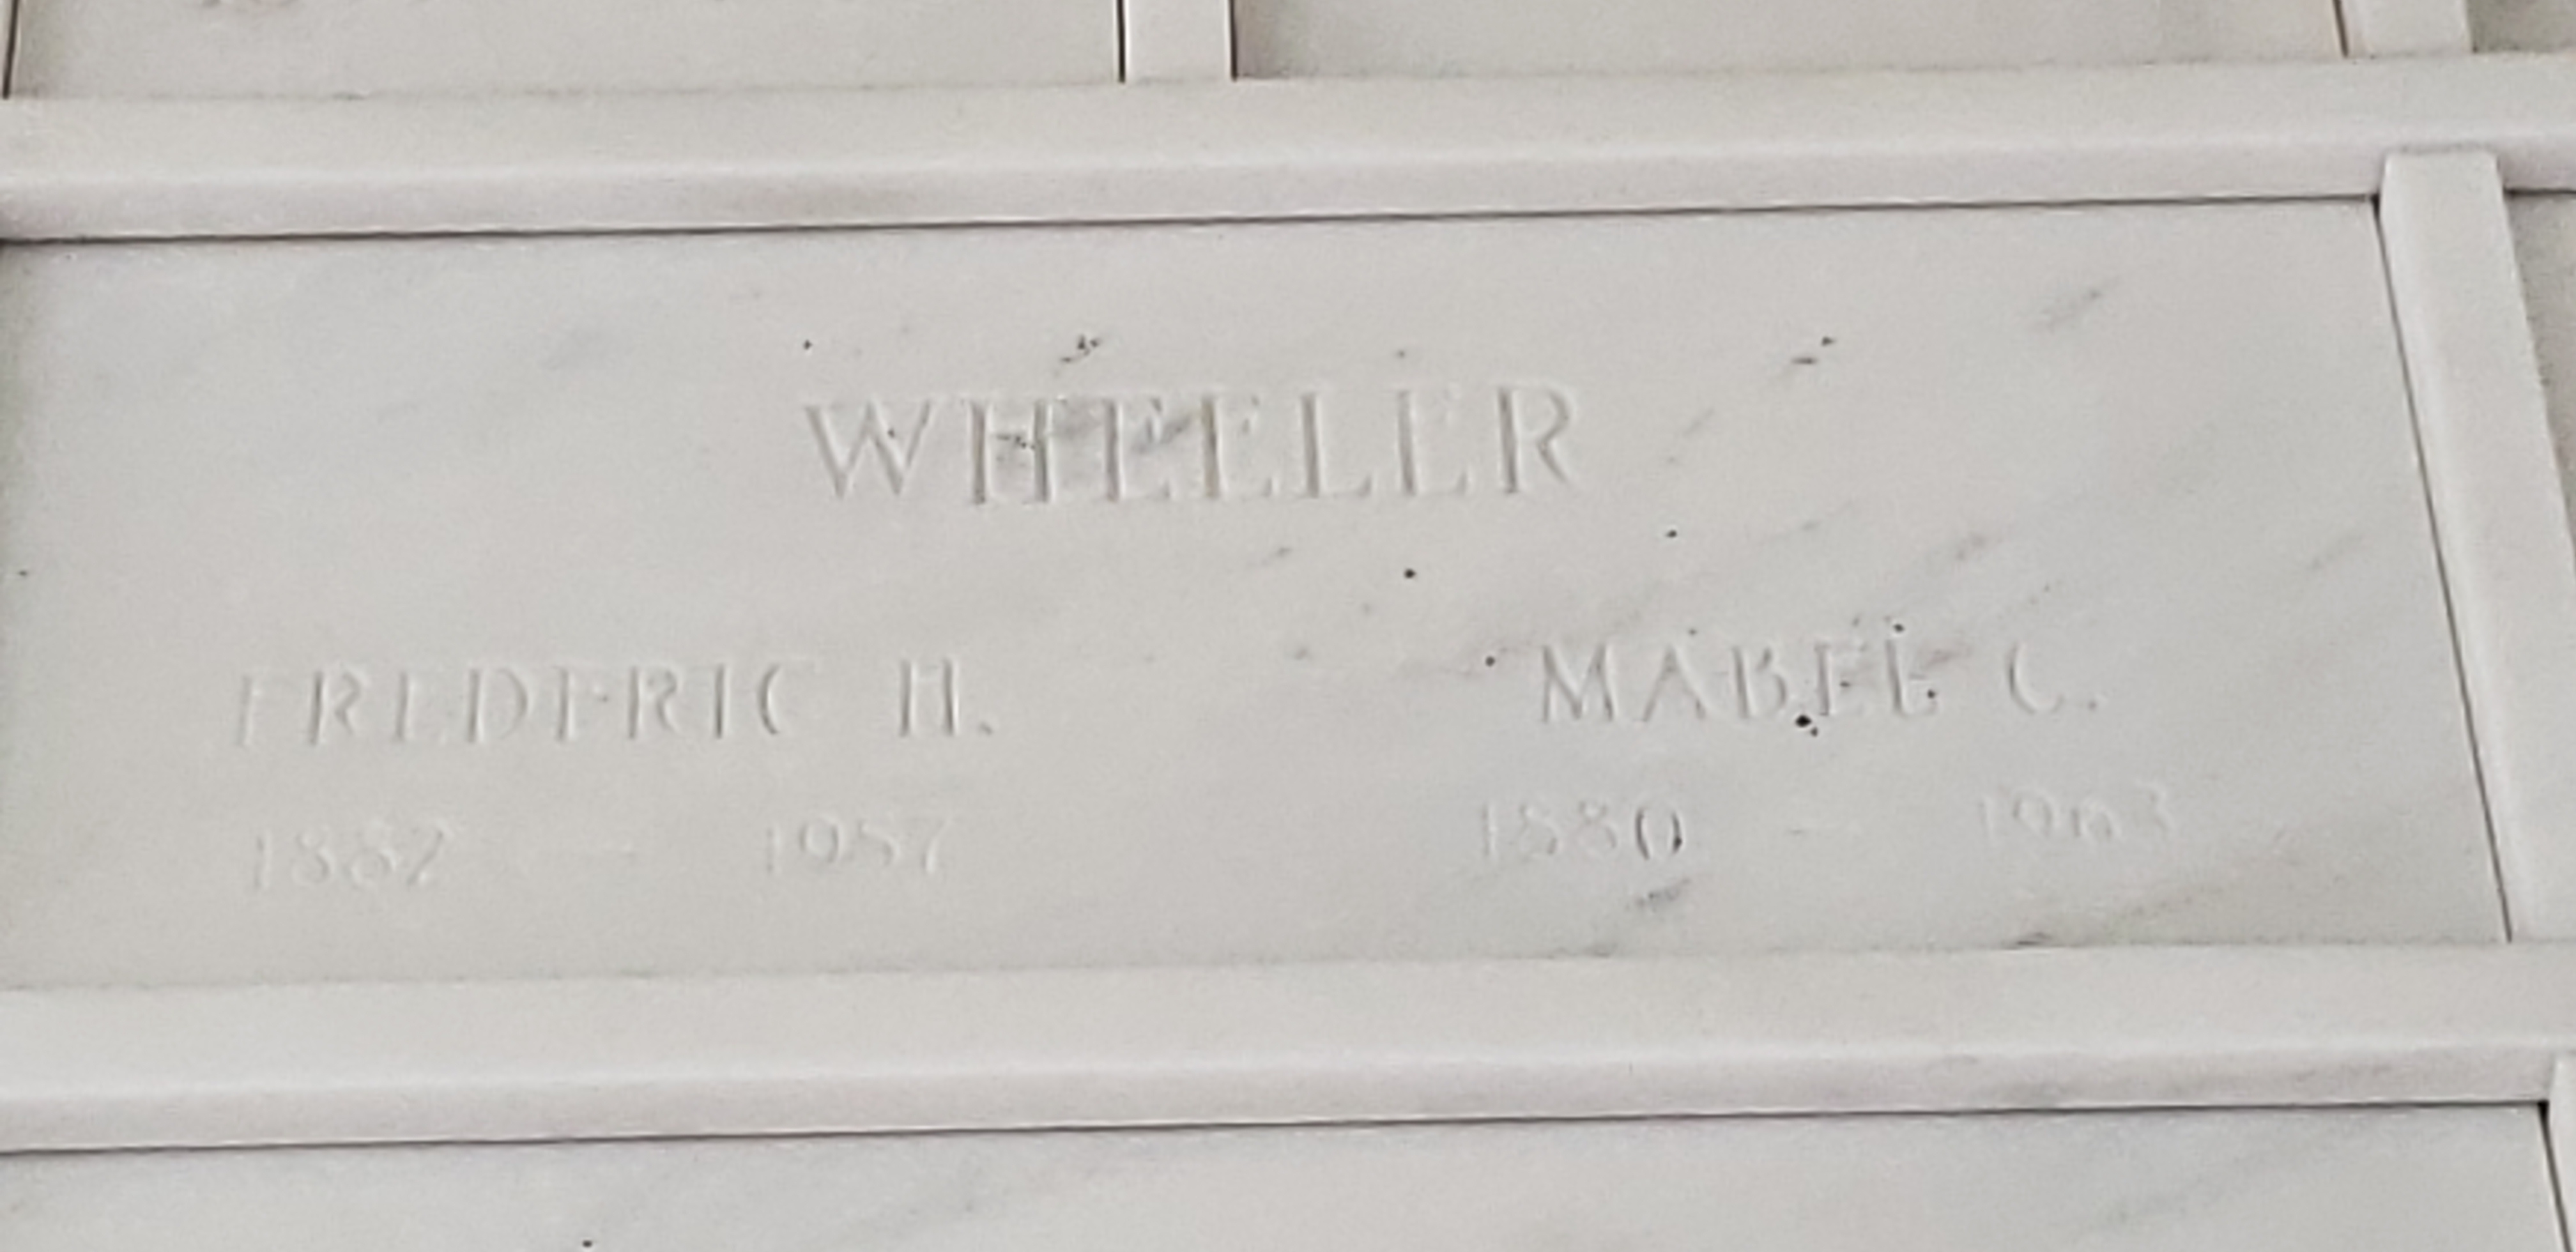 WHEELER
FREDERIC H. MABEL C.
1882 — 1957 1880 — 1963